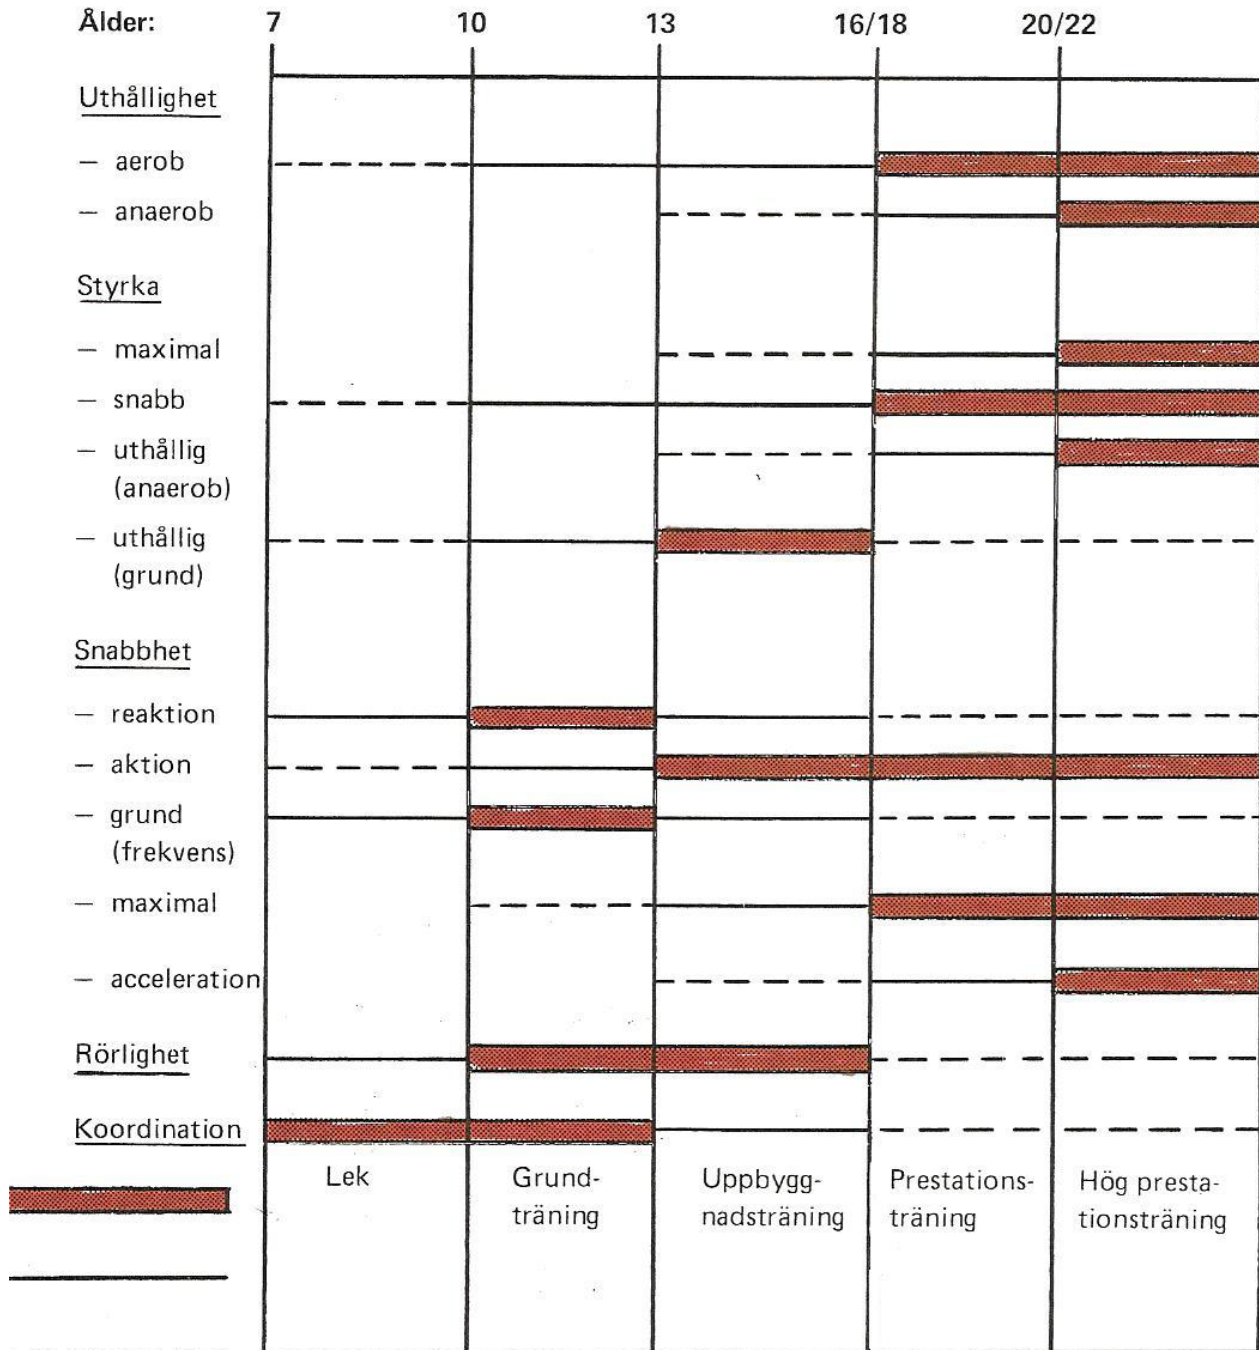 Ålder: 7 10 13 16/18 20/22
Uthållighet
— aerob
— anaerob
Styrka
— maximal
— snabb
— uthållig
(anaerob)
— uthållig
(grund)
Snabbhet
— reaktion
— aktion
— grund
(frekvens)
— maximal
— acceleration
Rörlighet
Koordination
Lek
Grund-
träning
Uppbygg-
nadsträning
Prestations-
träning
Hög presta-
tionsträning